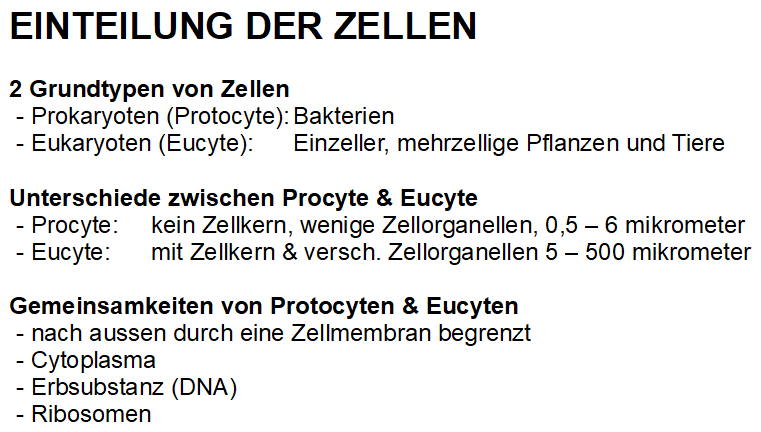 EINTEILUNG DER ZELLEN
2 Grundtypen von Zellen
- Prokaryoten (Protocyte): Bakterien
- Eukaryoten (Eucyte): Einzeller, mehrzellige Pflanzen und Tiere
Unterschiede zwischen Procyte & Eucyte
- Procyte: kein Zellkern, wenige Zellorganellen, 0,5 – 6 mikrometer
- Eucyte: mit Zellkern & versch. Zellorganellen 5 – 500 mikrometer
Gemeinsamkeiten von Protocyten & Eucyten
- nach aussen durch eine Zellmembran begrenzt
- Cytoplasma
- Erbsubstanz (DNA)
- Ribosomen